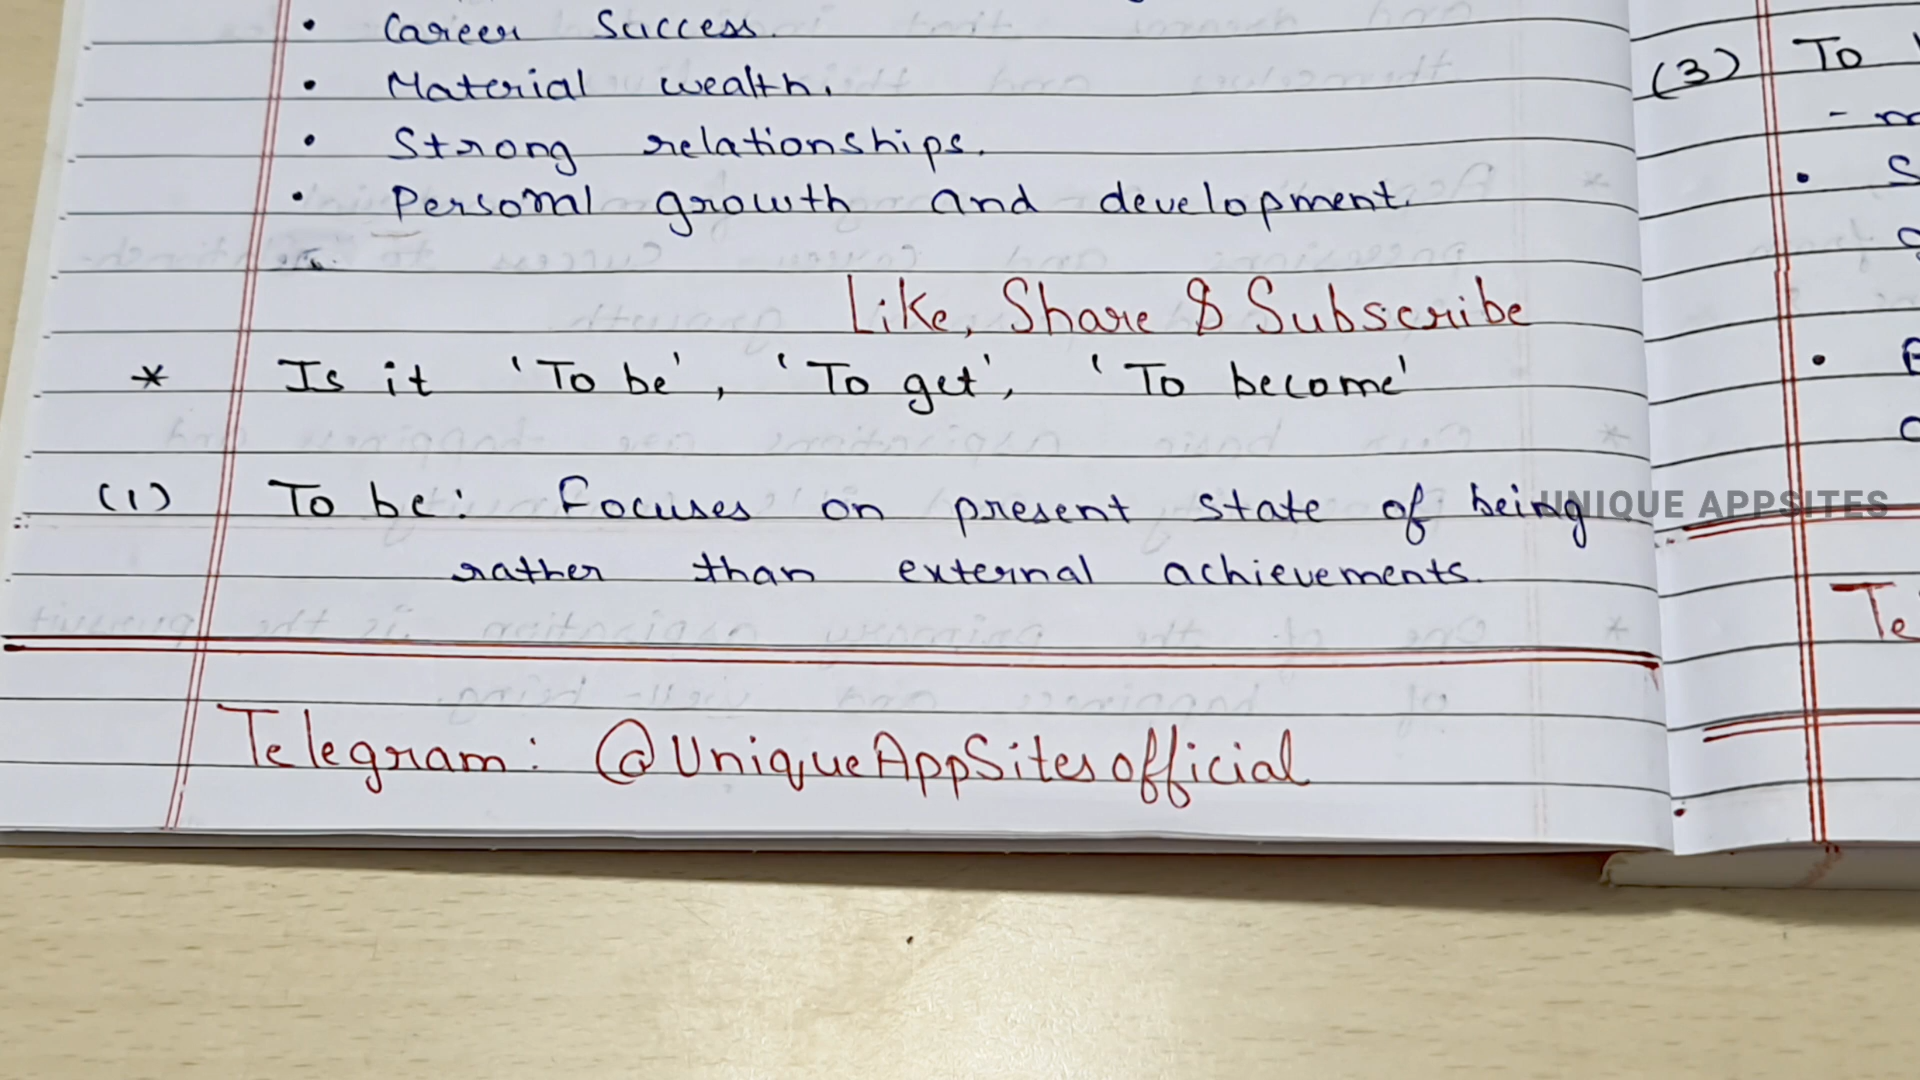 • Career Success.
• Material wealth.
• Strong relationships.
• Personal growth and development.
Like, Share & Subscribe
* Is it 'To be', 'To get', 'To become'
(1) To be: Focuses on present state of being
rather than external achievements.
Telegram: @UniqueAppSitesofficial
(3) To
UNIQUE APPSITES